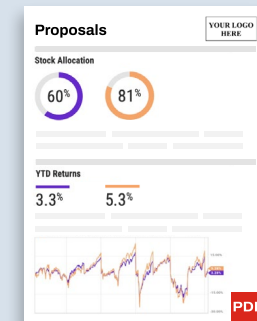 Proposals
YOUR LOGO
HERE
Stock Allocation
60%
81%
YTD Returns
3.3%
5.3%
PDF